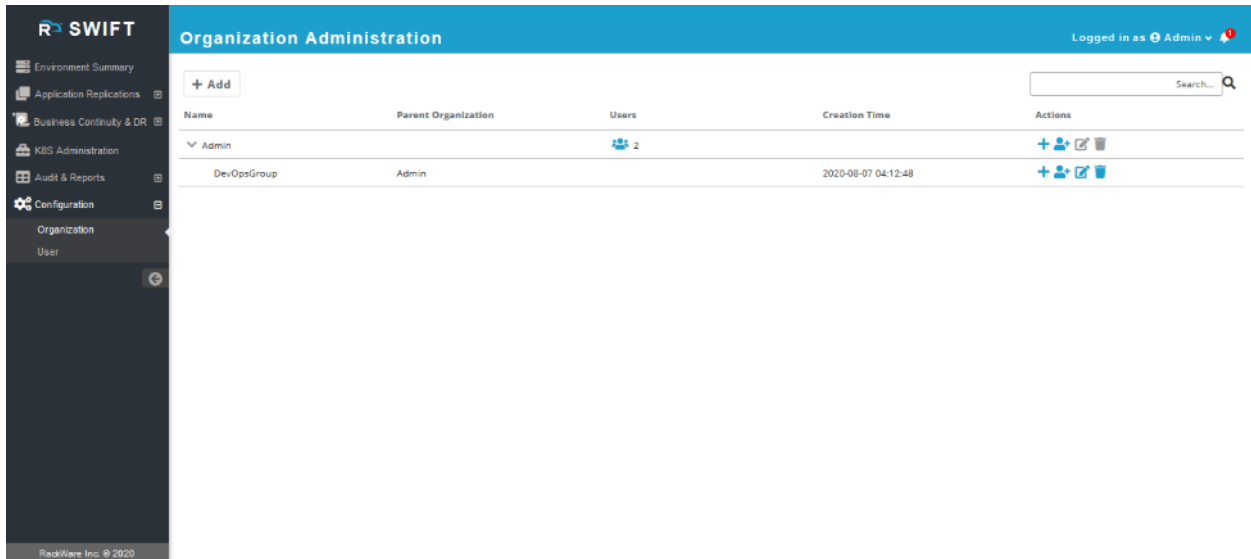 R SWIFT
Organization Administration
Logged in as Admin
1
Environment Summary
Application Replications
Business Continuity & DR
K8S Administration
Audit & Reports
Configuration
Organization
User
+ Add
Search...
Name Parent Organization Users Creation Time Actions
Admin 2
DevOpsGroup Admin 2020-08-07 04:12:48
RackWare Inc. © 2020